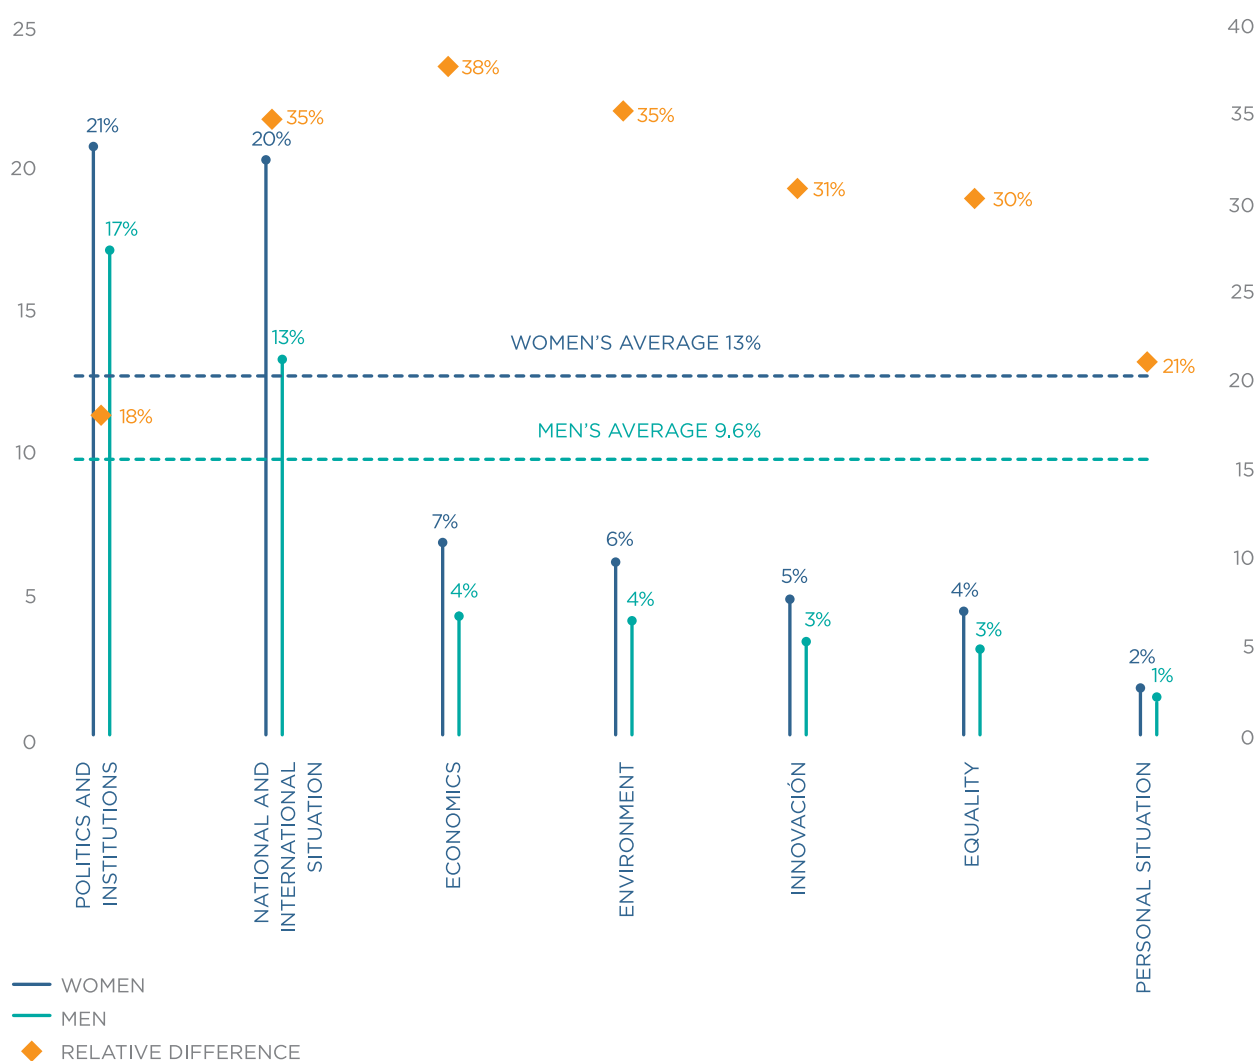 25
20
15
10
5
0
40
35
30
25
20
15
10
5
0
21%
17%
18%
20%
13%
35%
38%
7%
4%
35%
6%
4%
31%
5%
3%
30%
4%
3%
21%
2%
1%
WOMEN'S AVERAGE 13%
MEN'S AVERAGE 9.6%
POLITICS AND
INSTITUTIONS
NATIONAL AND
INTERNATIONAL
SITUATION
ECONOMICS
ENVIRONMENT
INNOVACIÓN
EQUALITY
PERSONAL SITUATION
WOMEN
MEN
RELATIVE DIFFERENCE